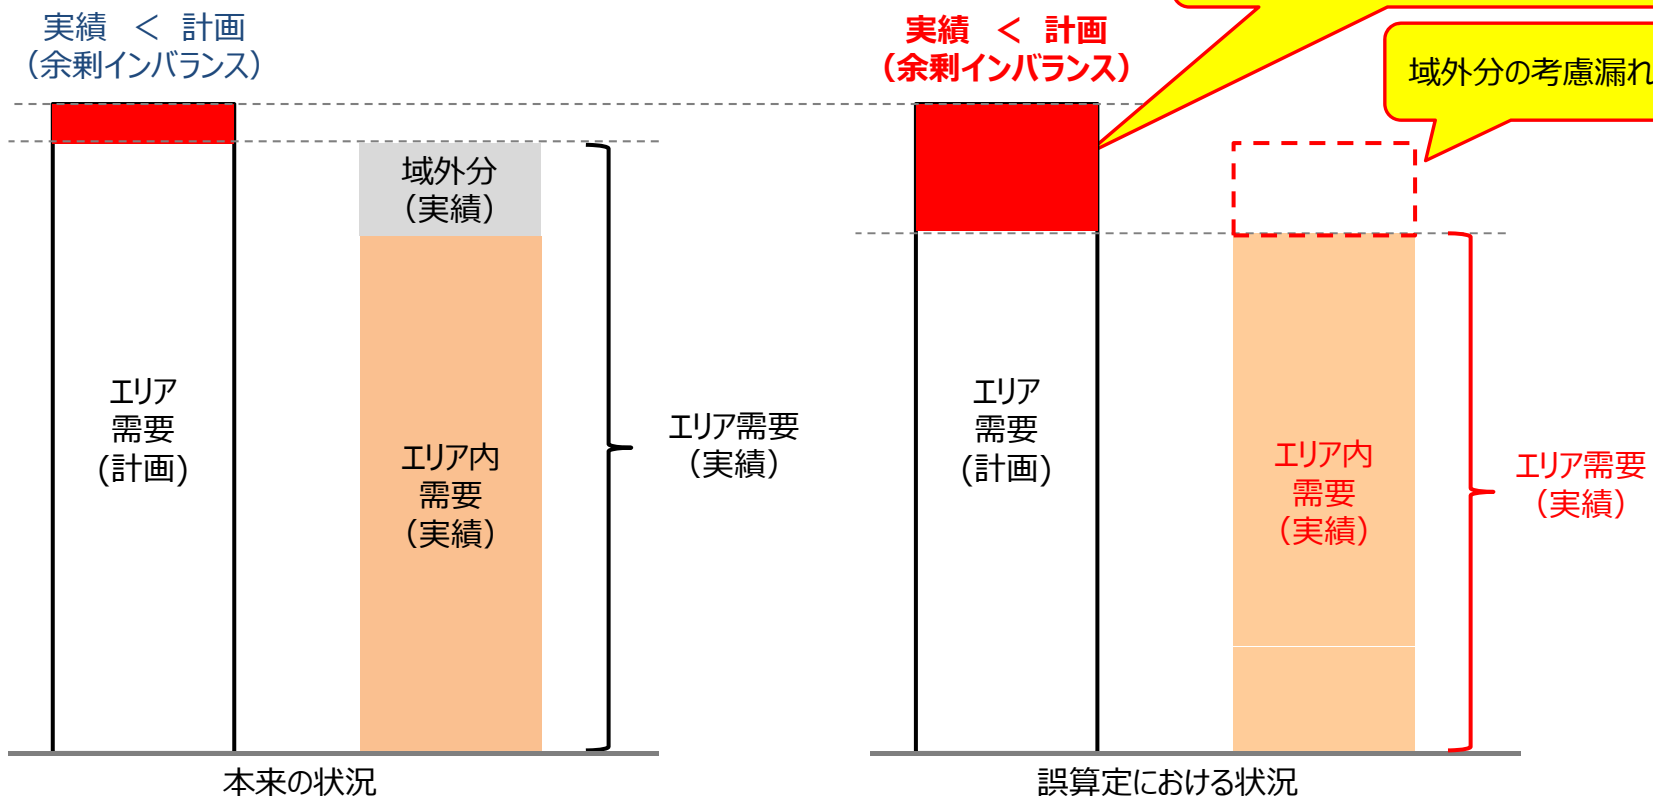 実績 < 計画
（余剰インバランス）
域外分
（実績）
エリア
需要
(計画)
エリア内
需要
（実績）
エリア需要
（実績）
本来の状況
実績 < 計画
（余剰インバランス）
域外分の考慮漏れ
エリア
需要
(計画)
エリア内
需要
（実績）
エリア需要
（実績）
誤算定における状況